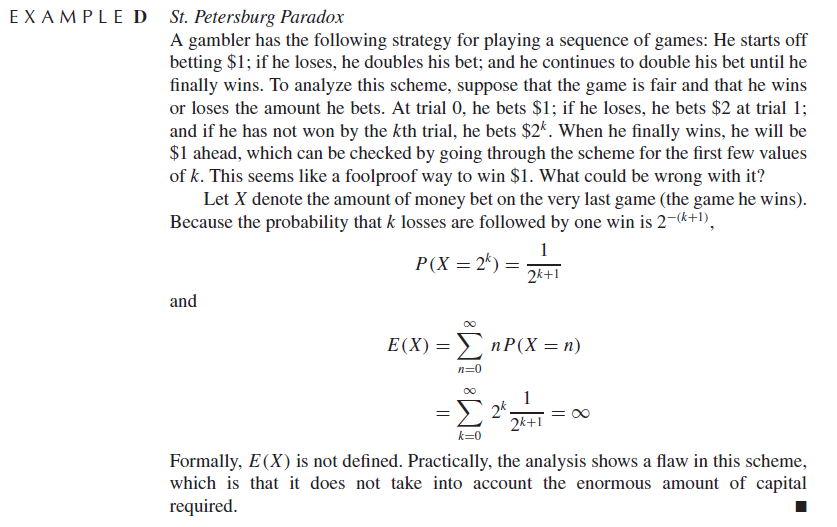 EXAMPLE D St. Petersburg Paradox
A gambler has the following strategy for playing a sequence of games: He starts off
betting $1; if he loses, he doubles his bet; and he continues to double his bet until he
finally wins. To analyze this scheme, suppose that the game is fair and that he wins
or loses the amount he bets. At trial 0, he bets $1; if he loses, he bets $2 at trial 1;
and if he has not won by the kth trial, he bets $2^k. When he finally wins, he will be
$1 ahead, which can be checked by going through the scheme for the first few values
of k. This seems like a foolproof way to win $1. What could be wrong with it?
Let X denote the amount of money bet on the very last game (the game he wins).
Because the probability that k losses are followed by one win is 2^−(k+1),
P(X = 2^k) = 1/2^(k+1)
and
E(X) = ∑_{n=0}^{∞} nP(X = n)
= ∑_{k=0}^{∞} 2^k 1/2^(k+1) = ∞
Formally, E(X) is not defined. Practically, the analysis shows a flaw in this scheme,
which is that it does not take into account the enormous amount of capital
required. ■